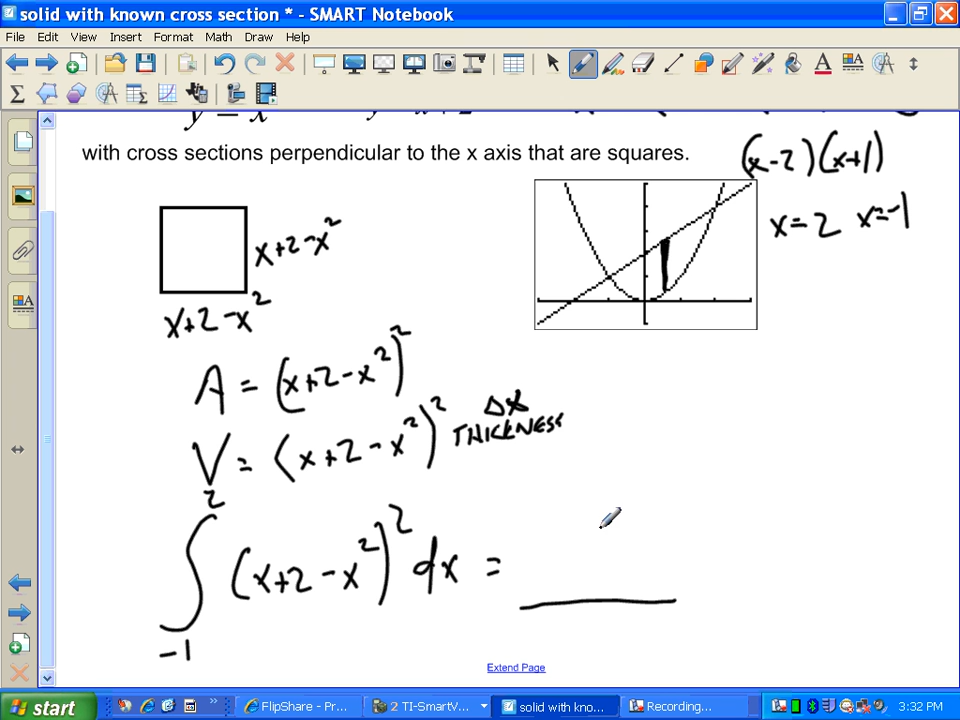 solid with known cross section * - SMART Notebook
File Edit View Insert Format Math Draw Help
with cross sections perpendicular to the x axis that are squares.
(x-2)(x+1)
x=2 x=-1
x+2-x²
x+2-x²
A = (x+2-x²)²
V = (x+2-x²)² Δx
THICKNESS
2
∫ (x+2-x²)² dx =
-1
Extend Page
start FlipShare - Pr... 2 TI-SmartV... solid with kno... Recording... 3:32 PM